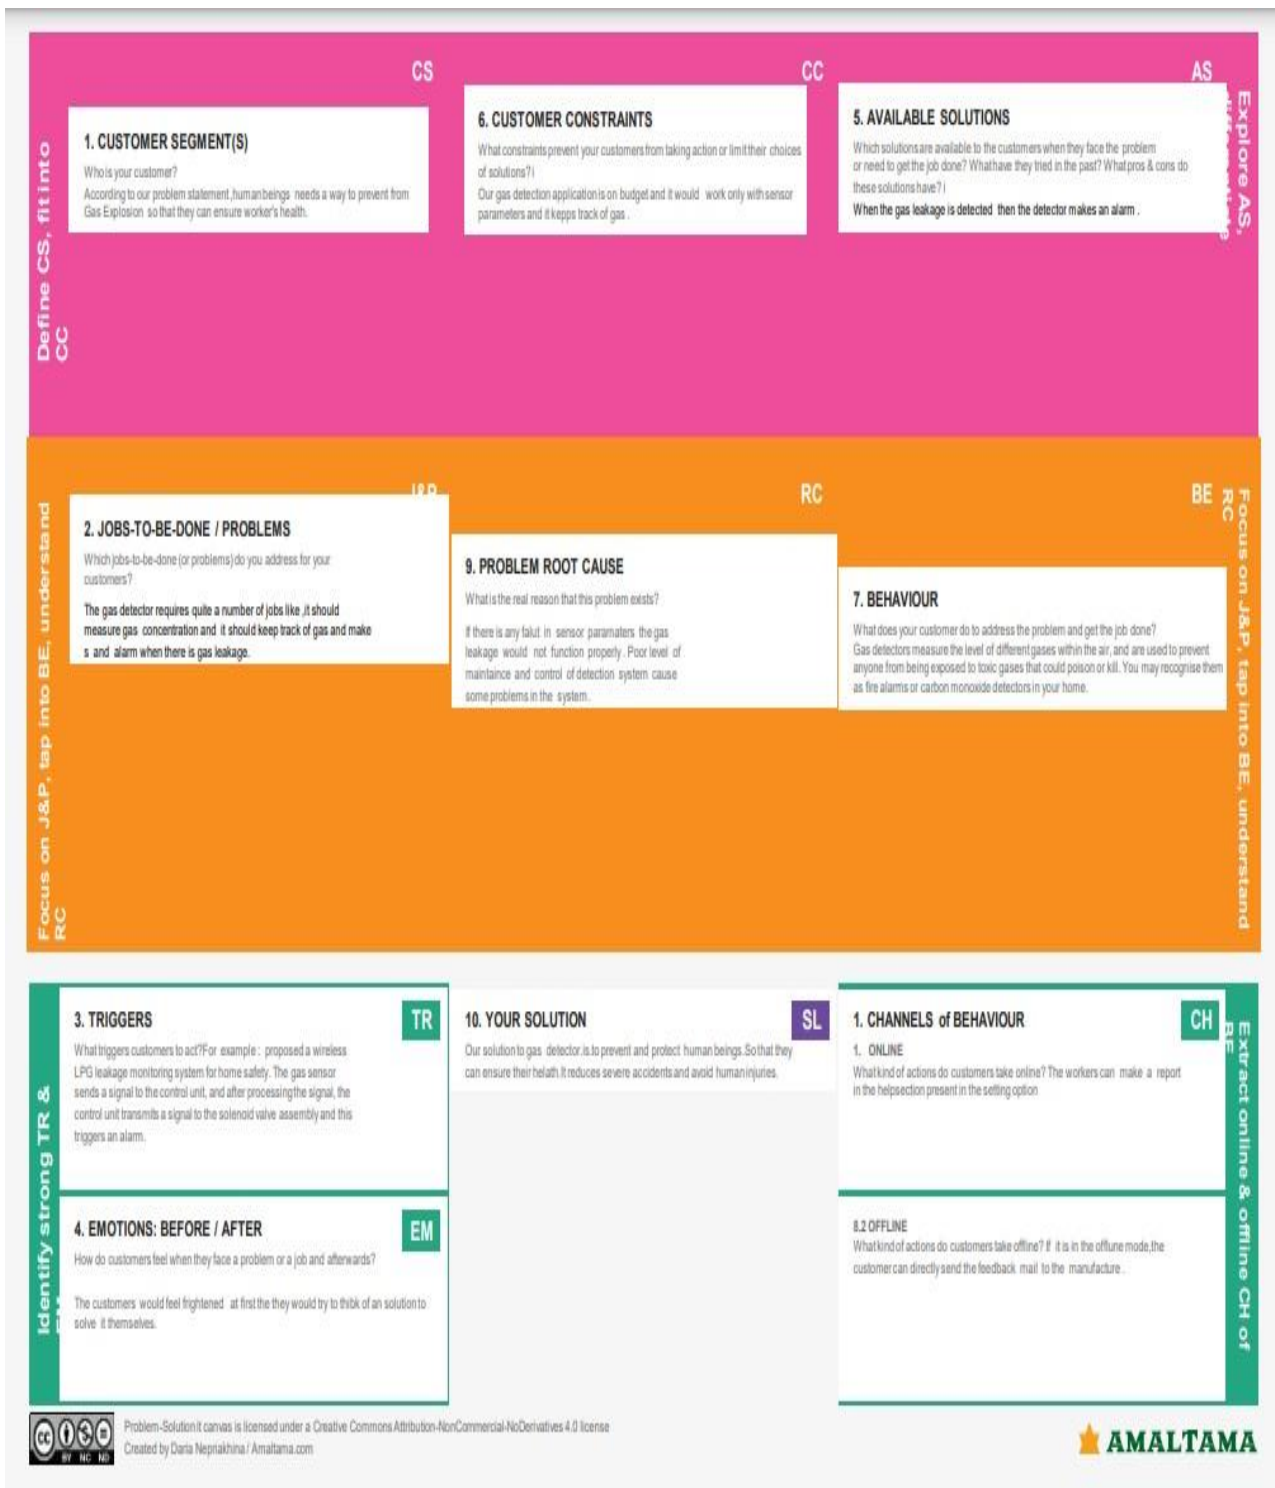 CS
1. CUSTOMER SEGMENT(S)
Who is your customer?
According to our problem statement ,human beings needs a way to prevent from
Gas Explosion so that they can ensure worker's health.
Define CS, fit into
CC
CC
6. CUSTOMER CONSTRAINTS
What constraints prevent your customers from taking action or limit their choices
of solutions? i
Our gas detection application is on budget and it would work only with sensor
parameters and it kepps track of gas .
AS
5. AVAILABLE SOLUTIONS
Which solutions are available to the customers when they face the problem
or need to get the job done? What have they tried in the past? What pros & cons do
these solutions have? i
When the gas leakage is detected then the detector makes an alarm .
Explore AS,
J&P
2. JOBS-TO-BE-DONE / PROBLEMS
Which jobs-to-be-done (or problems) do you address for your
customers?
The gas detector requires quite a number of jobs like ,it should
measure gas concentration and it should keep track of gas and make
s and alarm when there is gas leakage.
Focus on J&P, tap into BE, understand
RC
RC
9. PROBLEM ROOT CAUSE
What is the real reason that this problem exists?
If there is any falut in sensor paramaters the gas
leakage would not function properly . Poor level of
maintaince and control of detection system cause
some problems in the system.
BE
7. BEHAVIOUR
What does your customer do to address the problem and get the job done?
Gas detectors measure the level of different gases within the air, and are used to prevent
anyone from being exposed to toxic gases that could poison or kill. You may recognise them
as fire alarms or carbon monoxide detectors in your home.
Focus on J&P, tap into BE, understand
RC
3. TRIGGERS
TR
What triggers customers to act?For example : proposed a wireless
LPG leakage monitoring system for home safety. The gas sensor
sends a signal to the control unit, and after processing the signal, the
control unit transmits a signal to the solenoid valve assembly and this
triggers an alarm.
4. EMOTIONS: BEFORE / AFTER
EM
How do customers feel when they face a problem or a job and afterwards?
The customers would feel frightened at first the they would try to thibk of an solution to
solve it themselves.
Identify strong TR &
10. YOUR SOLUTION
SL
Our solution to gas detector.is.to prevent and protect human beings.So that they
can ensure their helath.It reduces severe accidents and avoid human injuries.
1. CHANNELS of BEHAVIOUR
CH
1. ONLINE
What kind of actions do customers take online? The workers can make a report
in the helpsection present in the setting option
8.2 OFFLINE
What kind of actions do customers take offline? If it is in the offlune mode,the
customer can directly send the feedback mail to the manufacture .
Extract online & offline CH of
BE
Problem-Solution it canvas is licensed under a Creative Commons Attribution-NonCommercial-NoDerivatives 4.0 license
Created by Daria Nepriakhina / Amaltama.com
cc
BY NC ND
AMALTAMA